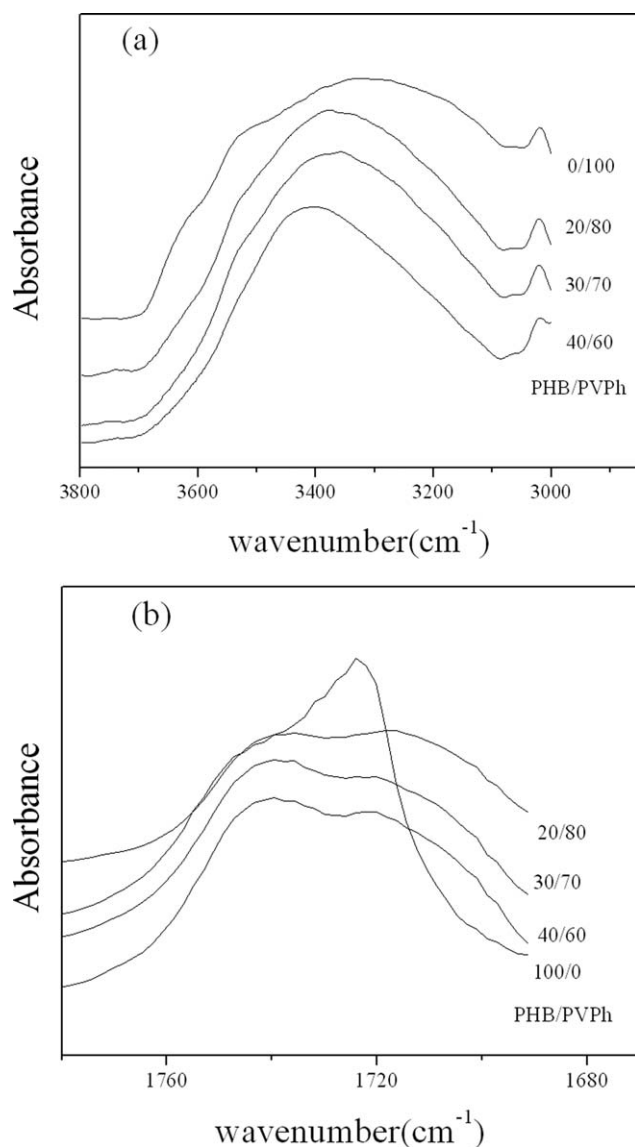 (a)
Absorbance
0/100
20/80
30/70
40/60
PHB/PVPh
3800 3600 3400 3200 3000
wavenumber(cm⁻¹)
(b)
Absorbance
20/80
30/70
40/60
100/0
PHB/PVPh
1760 1720 1680
wavenumber(cm⁻¹)